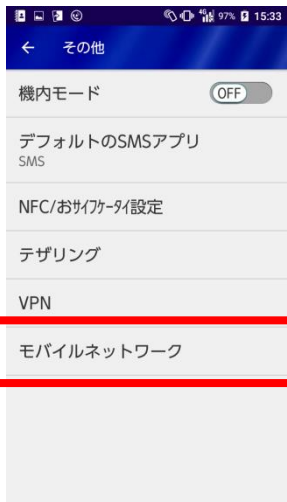 4G 97% 15:33
← その他
機内モード OFF
デフォルトのSMSアプリ
SMS
NFC/おサイフケータイ設定
テザリング
VPN
モバイルネットワーク